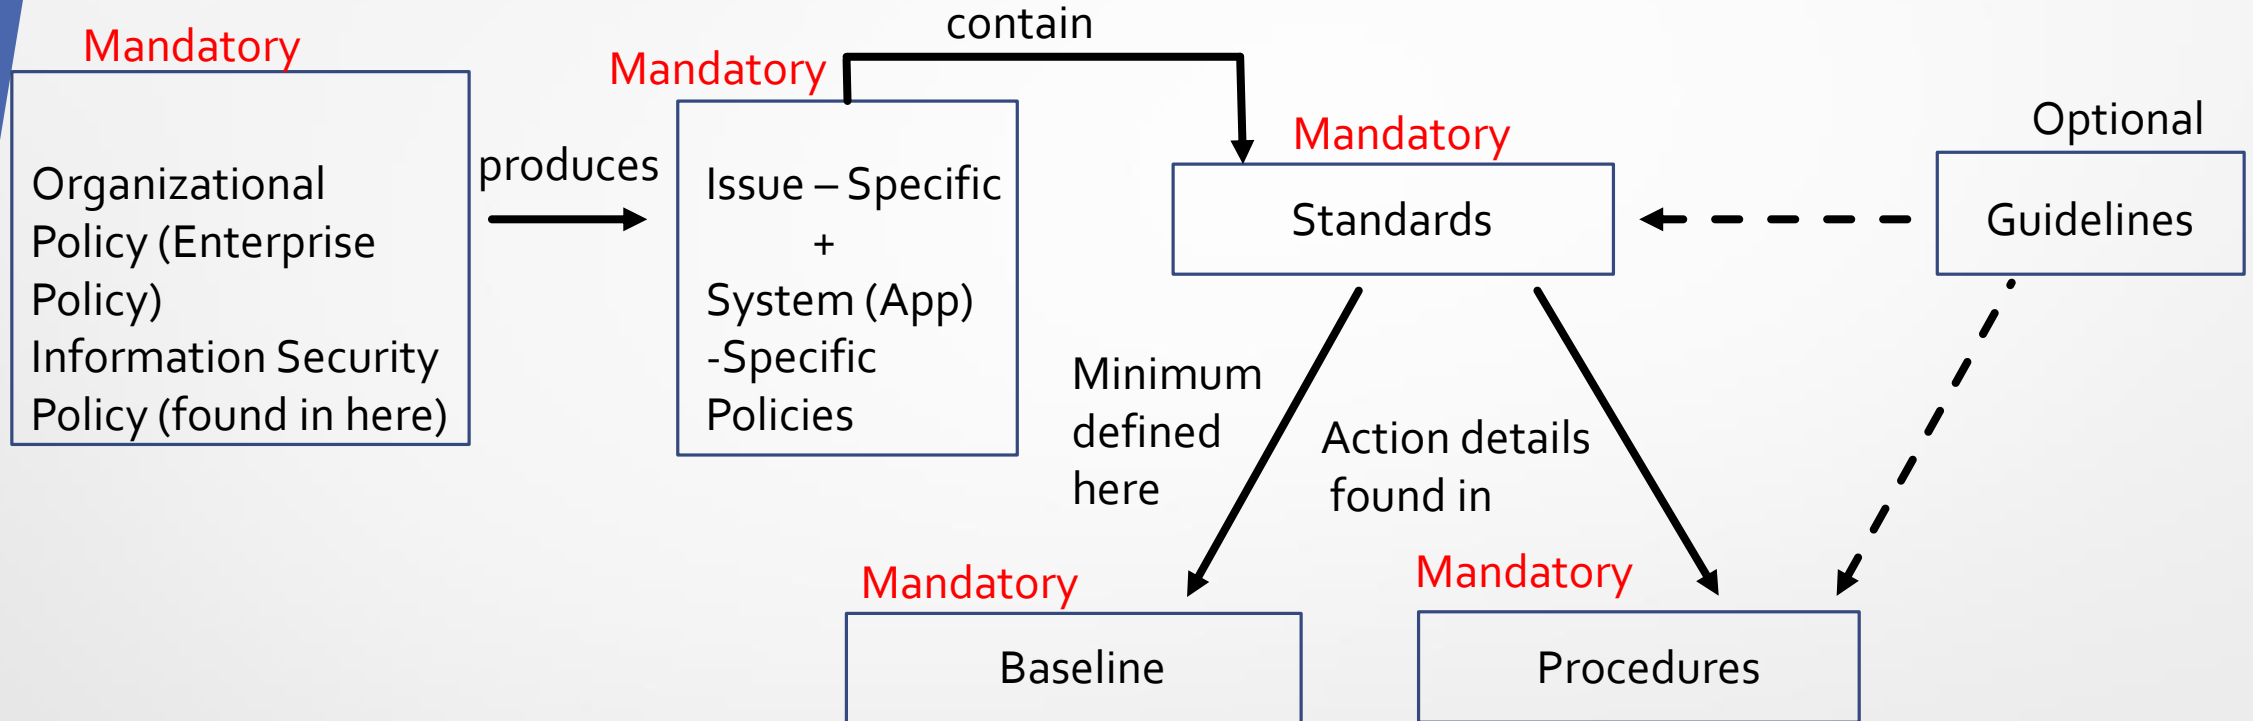 Mandatory
Organizational
Policy (Enterprise
Policy)
Information Security
Policy (found in here)
produces
Mandatory
Issue – Specific
+
System (App)
-Specific
Policies
contain
Mandatory
Standards
Optional
Guidelines
Minimum
defined
here
Action details
found in
Mandatory
Baseline
Mandatory
Procedures